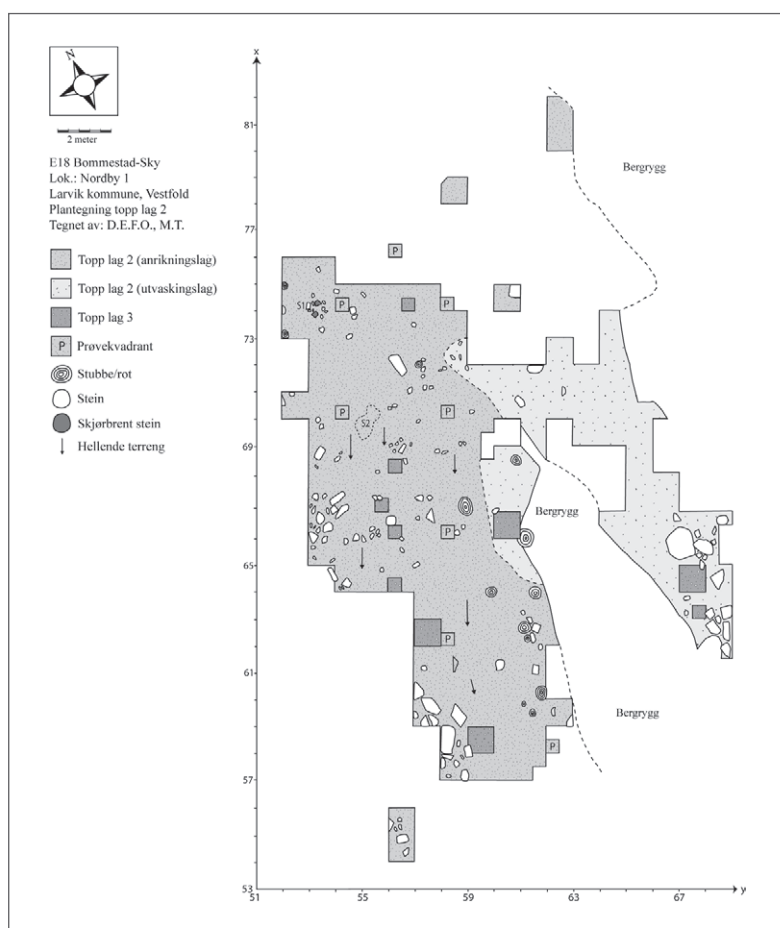 N
2 meter
E18 Bommestad-Sky
Lok.: Nordby 1
Larvik kommune, Vestfold
Plantegning topp lag 2
Tegnet av: D.E.F.O., M.T.
Topp lag 2 (anrikningslag)
Topp lag 2 (utvaskingslag)
Topp lag 3
P Prøvekvadrant
Stubbe/rot
Stein
Skjørbrent stein
Hellende terreng
x
81
77
73
69
65
61
57
53
51
55
59
63
67
y
Bergrygg
P
S1
P
P
P
S2
P
Bergrygg
P
P
Bergrygg
P